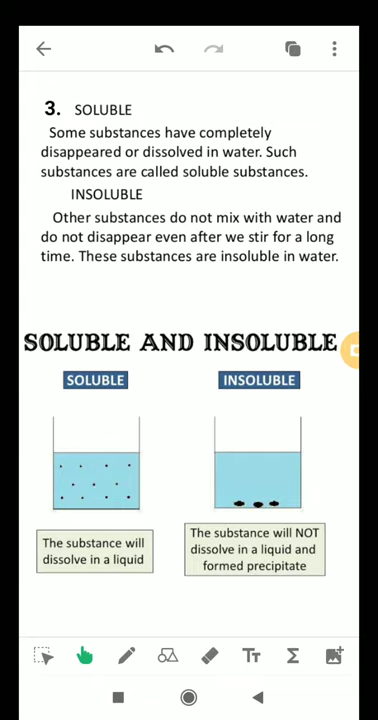 3. SOLUBLE
Some substances have completely
disappeared or dissolved in water. Such
substances are called soluble substances.
INSOLUBLE
Other substances do not mix with water and
do not disappear even after we stir for a long
time. These substances are insoluble in water.
SOLUBLE AND INSOLUBLE
SOLUBLE
INSOLUBLE
The substance will
dissolve in a liquid
The substance will NOT
dissolve in a liquid and
formed precipitate